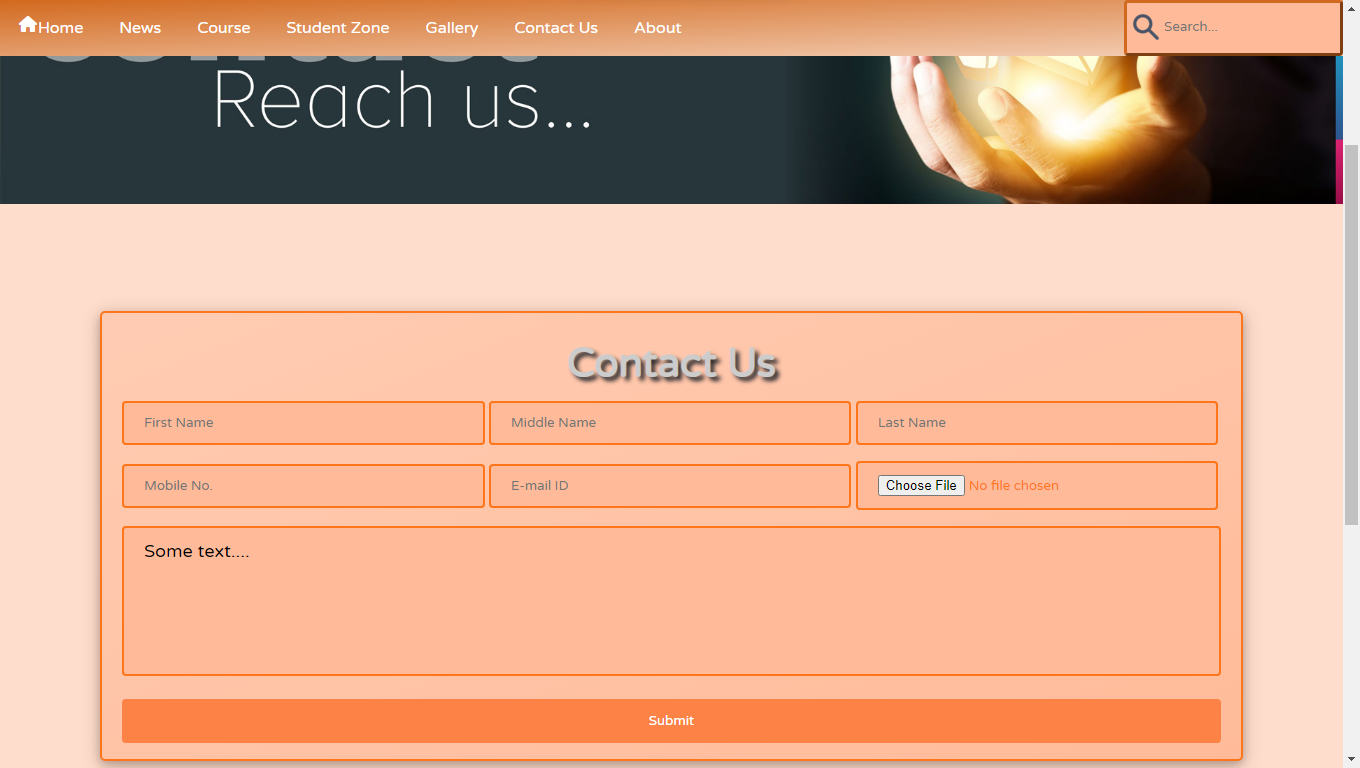 Home News Course Student Zone Gallery Contact Us About Search...
Reach us...
Contact Us
First Name Middle Name Last Name
Mobile No. E-mail ID Choose File No file chosen
Some text....
Submit